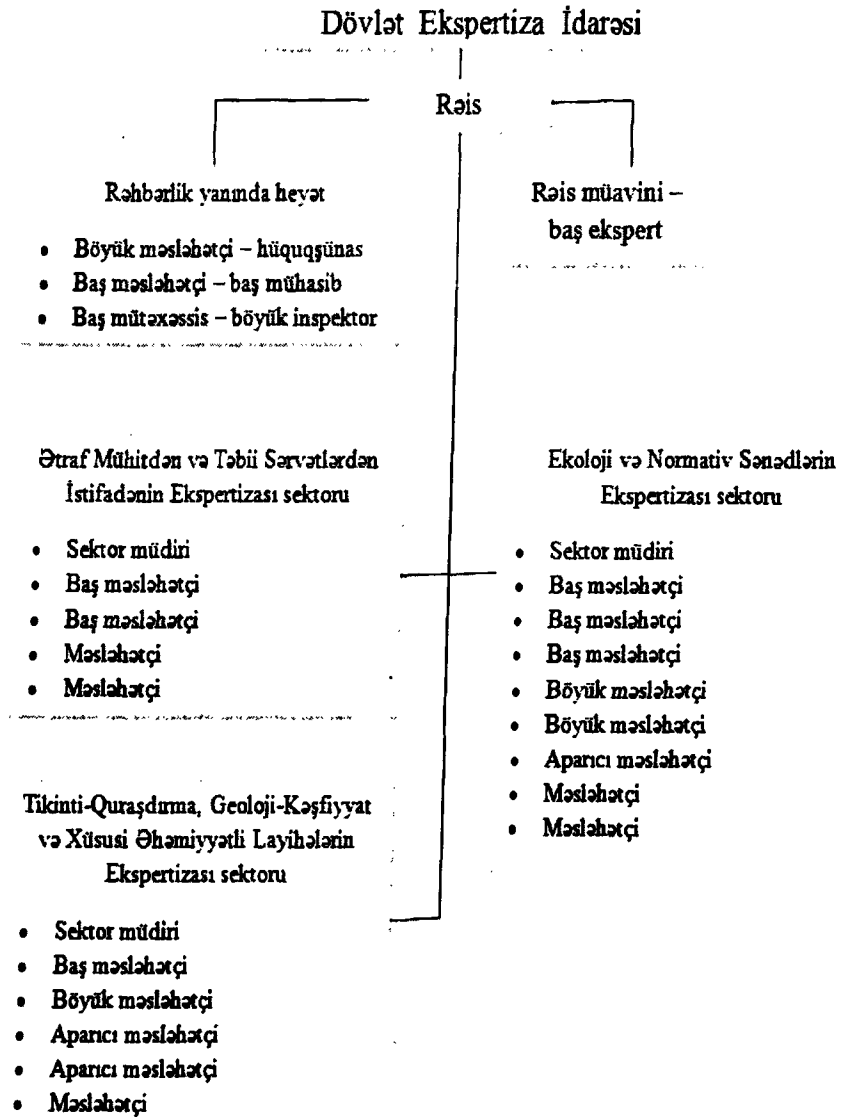 Dövlət Ekspertiza İdarəsi
Rəis
Rəhbərlik yanında heyət
• Böyük məsləhətçi – hüquqşünas
• Baş məsləhətçi – baş mühasib
• Baş mütəxəssis – böyük inspektor
Rəis müavini –
baş ekspert
Ətraf Mühitdən və Təbii Sərvətlərdən
İstifadənin Ekspertizası sektoru
• Sektor müdiri
• Baş məsləhətçi
• Baş məsləhətçi
• Məsləhətçi
• Məsləhətçi
Ekoloji və Normativ Sənədlərin
Ekspertizası sektoru
• Sektor müdiri
• Baş məsləhətçi
• Baş məsləhətçi
• Baş məsləhətçi
• Böyük məsləhətçi
• Böyük məsləhətçi
• Aparıcı məsləhətçi
• Məsləhətçi
• Məsləhətçi
Tikinti-Quraşdırma, Geoloji-Kəşfiyyat
və Xüsusi Əhəmiyyətli Layihələrin
Ekspertizası sektoru
• Sektor müdiri
• Baş məsləhətçi
• Böyük məsləhətçi
• Aparıcı məsləhətçi
• Aparıcı məsləhətçi
• Məsləhətçi